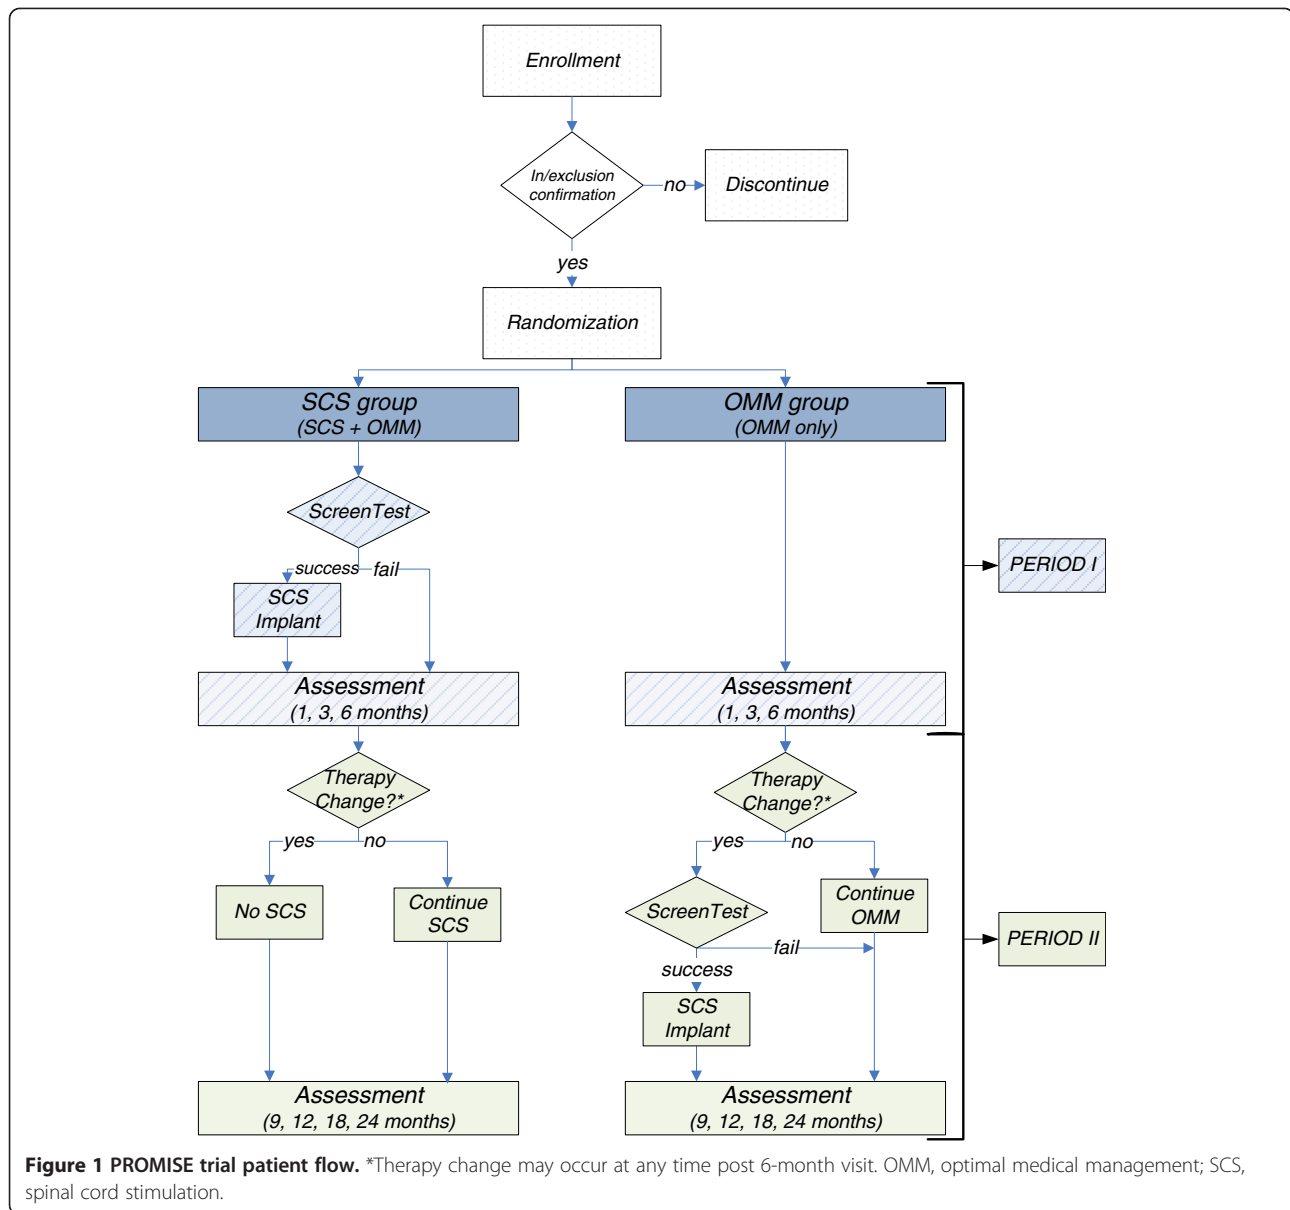 Enrollment
In/exclusion
confirmation
no
Discontinue
yes
Randomization
SCS group
(SCS + OMM)
OMM group
(OMM only)
ScreenTest
success
fail
SCS
Implant
PERIOD I
Assessment
(1, 3, 6 months)
Assessment
(1, 3, 6 months)
Therapy
Change?*
Therapy
Change?*
yes
no
yes
no
No SCS
Continue
SCS
ScreenTest
Continue
OMM
fail
success
PERIOD II
SCS
Implant
Assessment
(9, 12, 18, 24 months)
Assessment
(9, 12, 18, 24 months)
Figure 1 PROMISE trial patient flow. *Therapy change may occur at any time post 6-month visit. OMM, optimal medical management; SCS,
spinal cord stimulation.